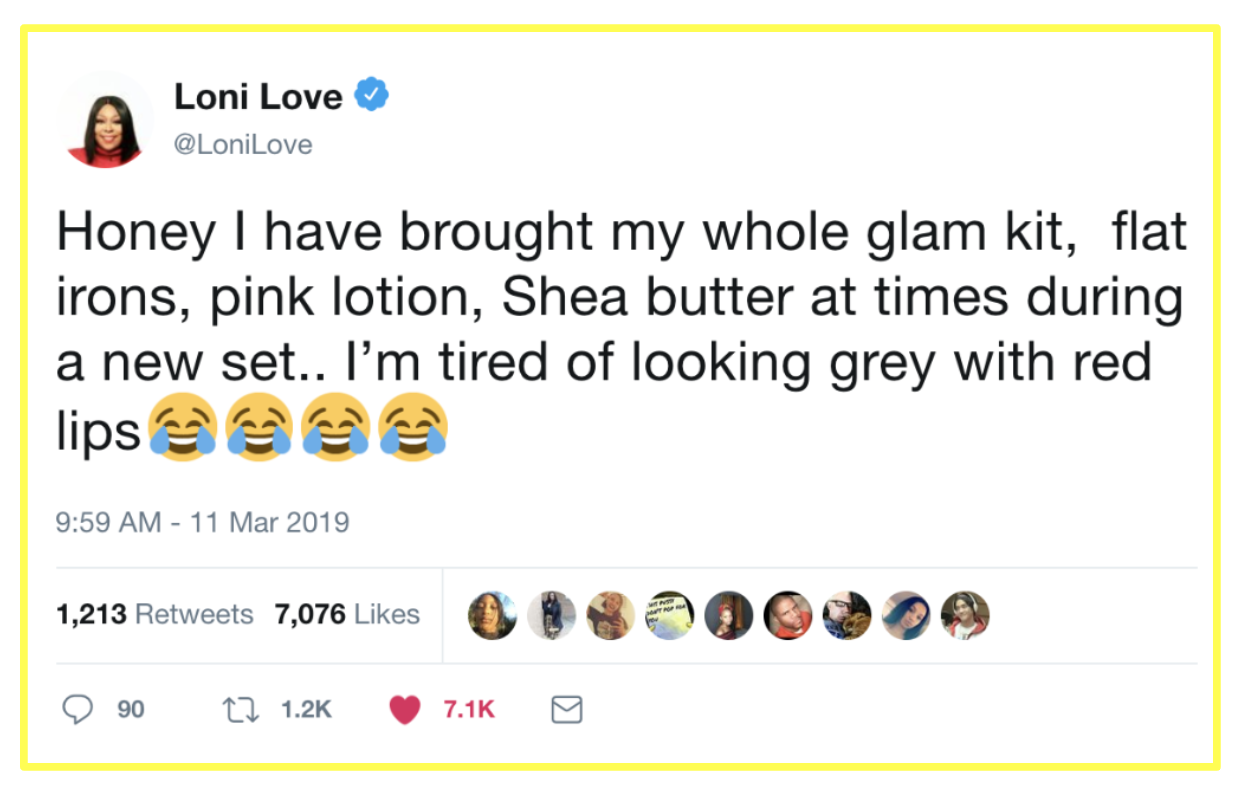 Loni Love
@LoniLove
Honey I have brought my whole glam kit,  flat
irons, pink lotion, Shea butter at times during
a new set.. I’m tired of looking grey with red
lips😂😂😂😂
9:59 AM - 11 Mar 2019
1,213 Retweets 7,076 Likes
90 1.2K 7.1K